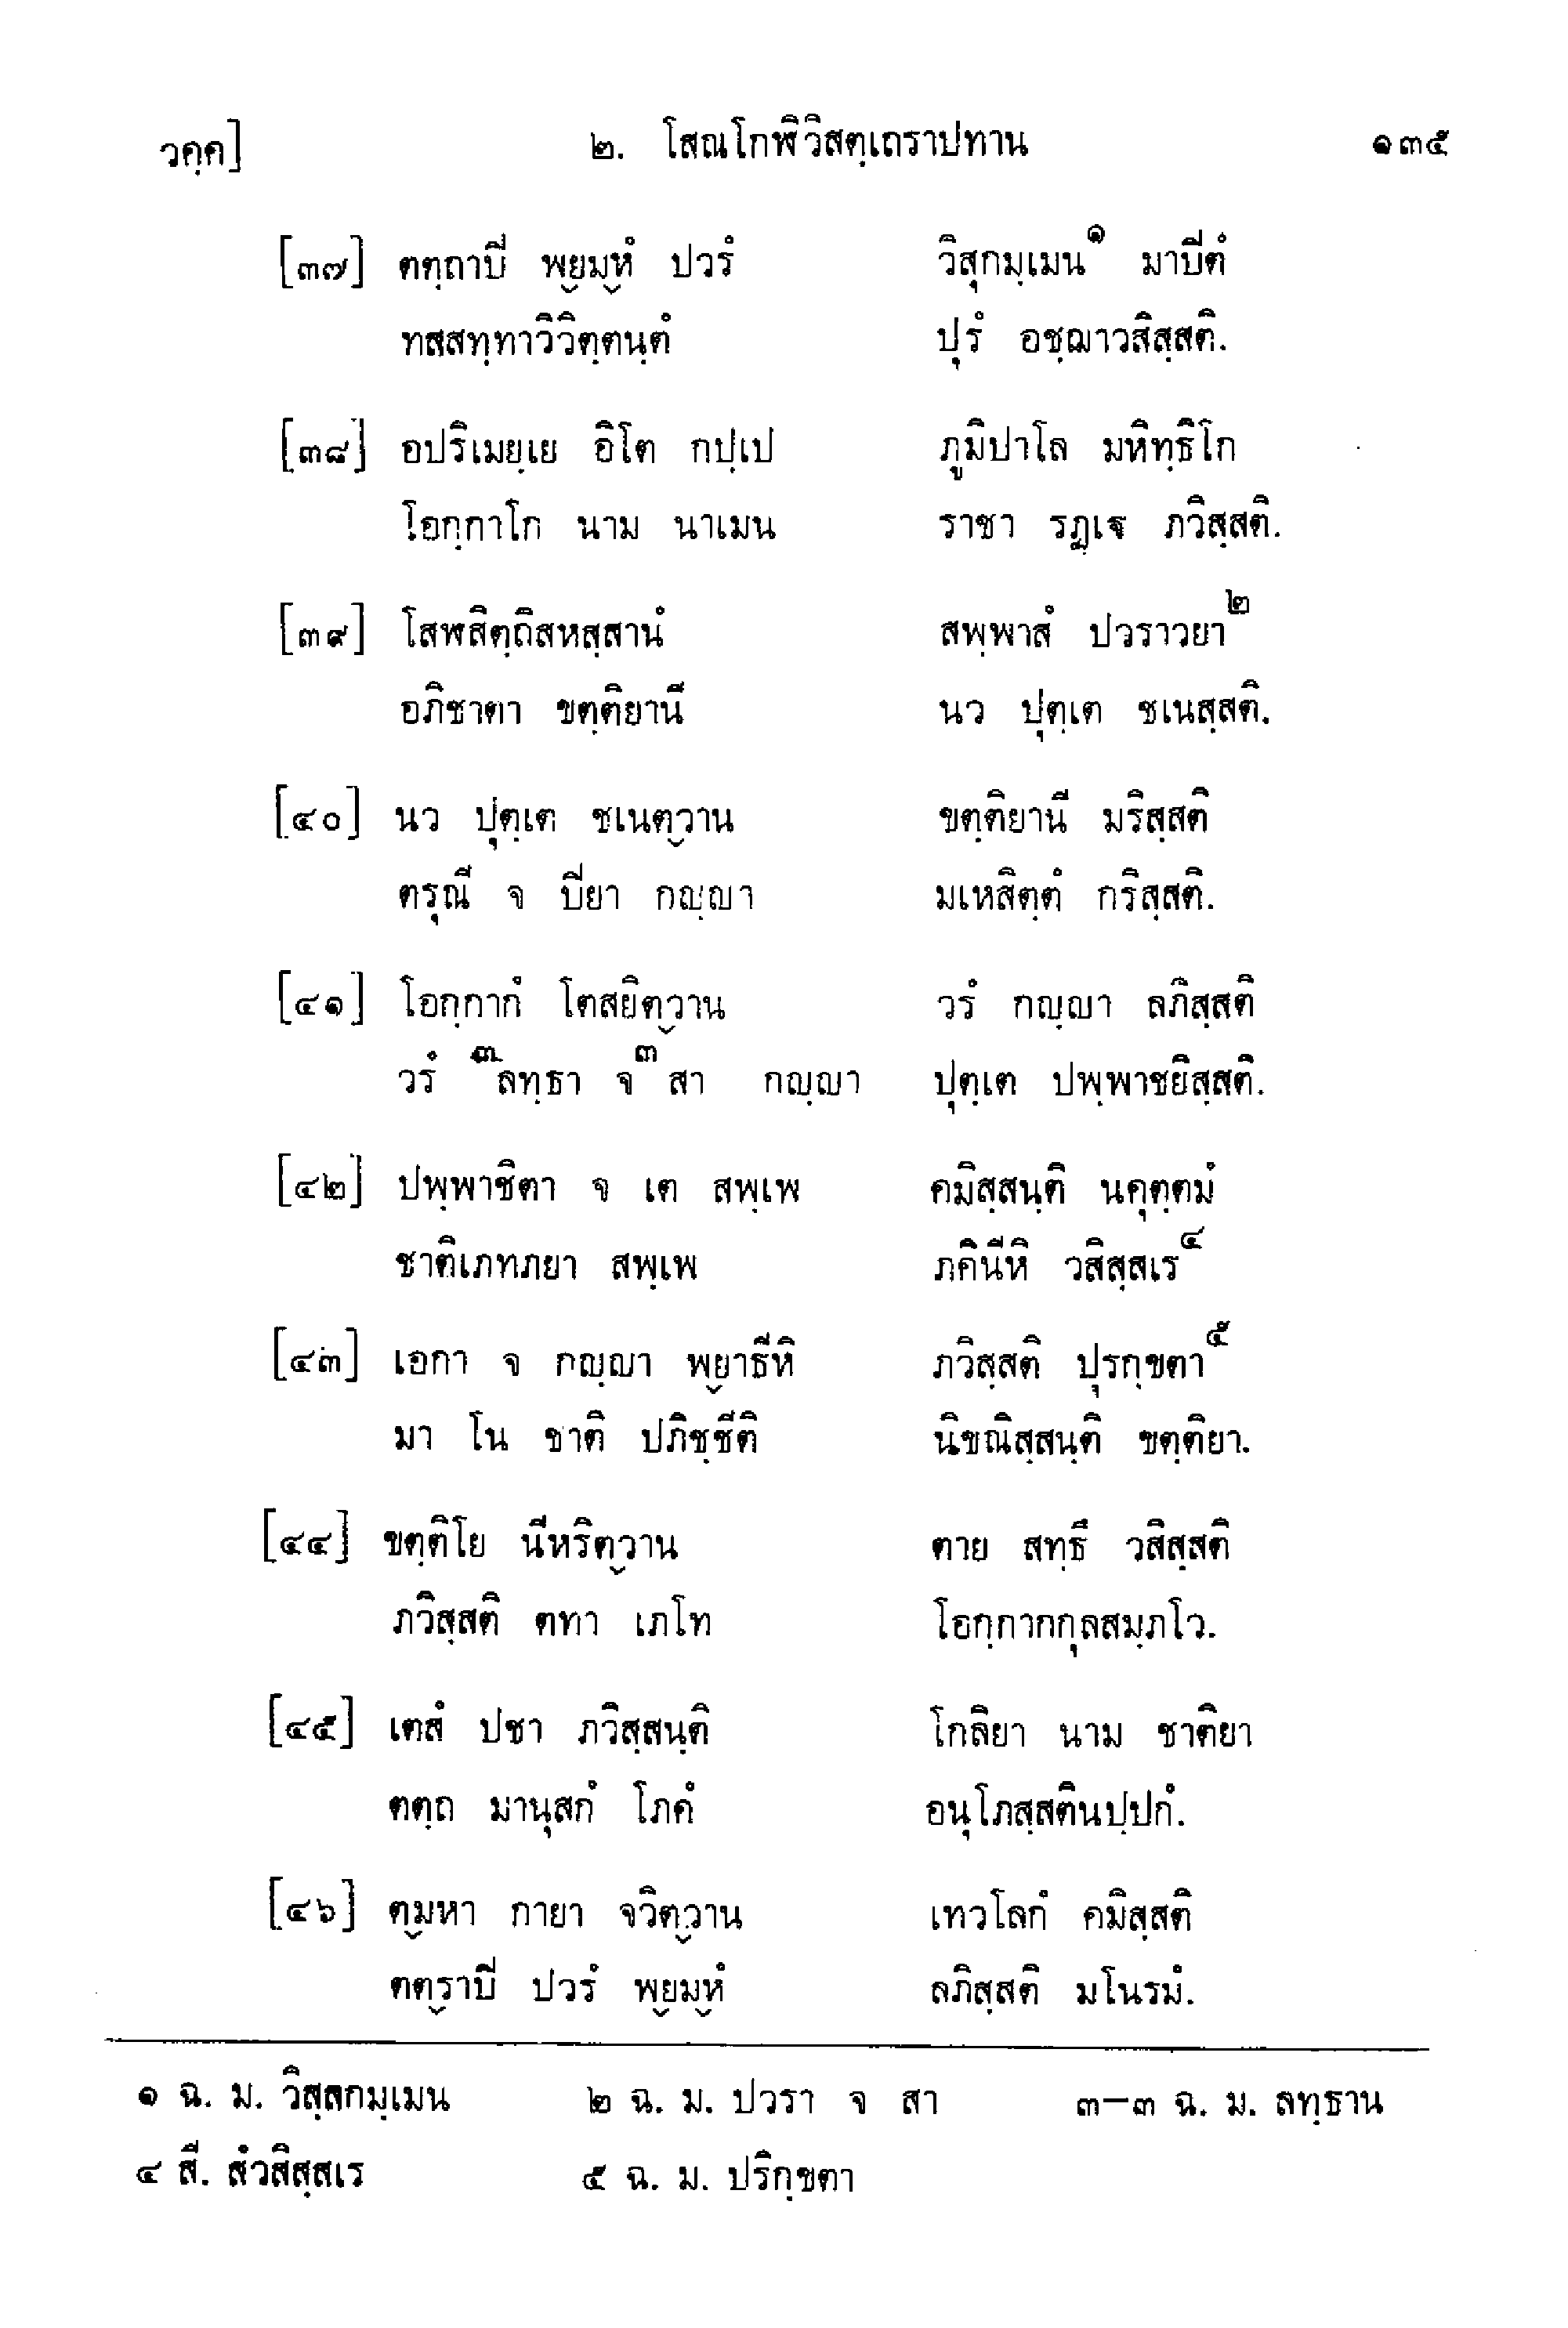 วคฺค] ๒. โสณโกฬิวิสตฺเถราปทาน ๑๓๕
[๓๗] ตตฺถาปิ พฺยมฺหํ ปวรํ วิสุกมฺเมน๑ มาปิตํ
ทสสทฺทาวิวิตฺตนฺตํ ปุรํ อชฺฌาวสิสฺสติ.
[๓๘] อปริเมยฺเย อิโต กปฺเป ภูมิปาโล มหิทฺธิโก
โอกฺกาโก นาม นาเมน ราชา รฏฺเฐ ภวิสฺสติ.
[๓๙] โสฬสิตฺถิสหสฺสานํ สพฺพาสํ ปวราวยา๒
อภิชาตา ขตฺติยานี นว ปุตฺเต ชเนสฺสติ.
[๔๐] นว ปุตฺเต ชเนตฺวาน ขตฺติยานี มริสฺสติ
ตรุณี จ ปิยา กญฺญา มเหสิตฺตํ กริสฺสติ.
[๔๑] โอกฺกากํ โตสยิตฺวาน วรํ กญฺญา ลภิสฺสติ
วรํ ๓ลทฺธา จ๓ สา กญฺญา ปุตฺเต ปพฺพาชยิสฺสติ.
[๔๒] ปพฺพาชิตา จ เต สพฺเพ คมิสฺสนฺติ นคุตฺตมํ
ชาติเภทภยา สพฺเพ ภคินีหิ วสิสฺสเร๔
[๔๓] เอกา จ กญฺญา พฺยาธีหิ ภวิสฺสติ ปุรกฺขตา๕
มา โน ชาติ ปภิชฺชีติ นิขณิสฺสนฺติ ขตฺติยา.
[๔๔] ขตฺติโย นีหริตฺวาน ตาย สทฺธึ วสิสฺสติ
ภวิสฺสติ ตทา เภโท โอกฺกากกุลสมฺภโว.
[๔๕] เตสํ ปชา ภวิสฺสนฺติ โกลิยา นาม ชาติยา
ตตฺถ มานุสกํ โภคํ อนุโภสฺสตินปฺปกํ.
[๔๖] ตมฺหา กายา จวิตฺวาน เทวโลกํ คมิสฺสติ
ตตฺราปิ ปวรํ พฺยมฺหํ ลภิสฺสติ มโนรมํ.
๑ ฉ. ม. วิสฺสกมฺเมน ๒ ฉ. ม. ปวรา จ สา ๓–๓ ฉ. ม. ลทฺธาน
๔ สี. สํวสิสฺสเร ๕ ฉ. ม. ปริกฺขตา